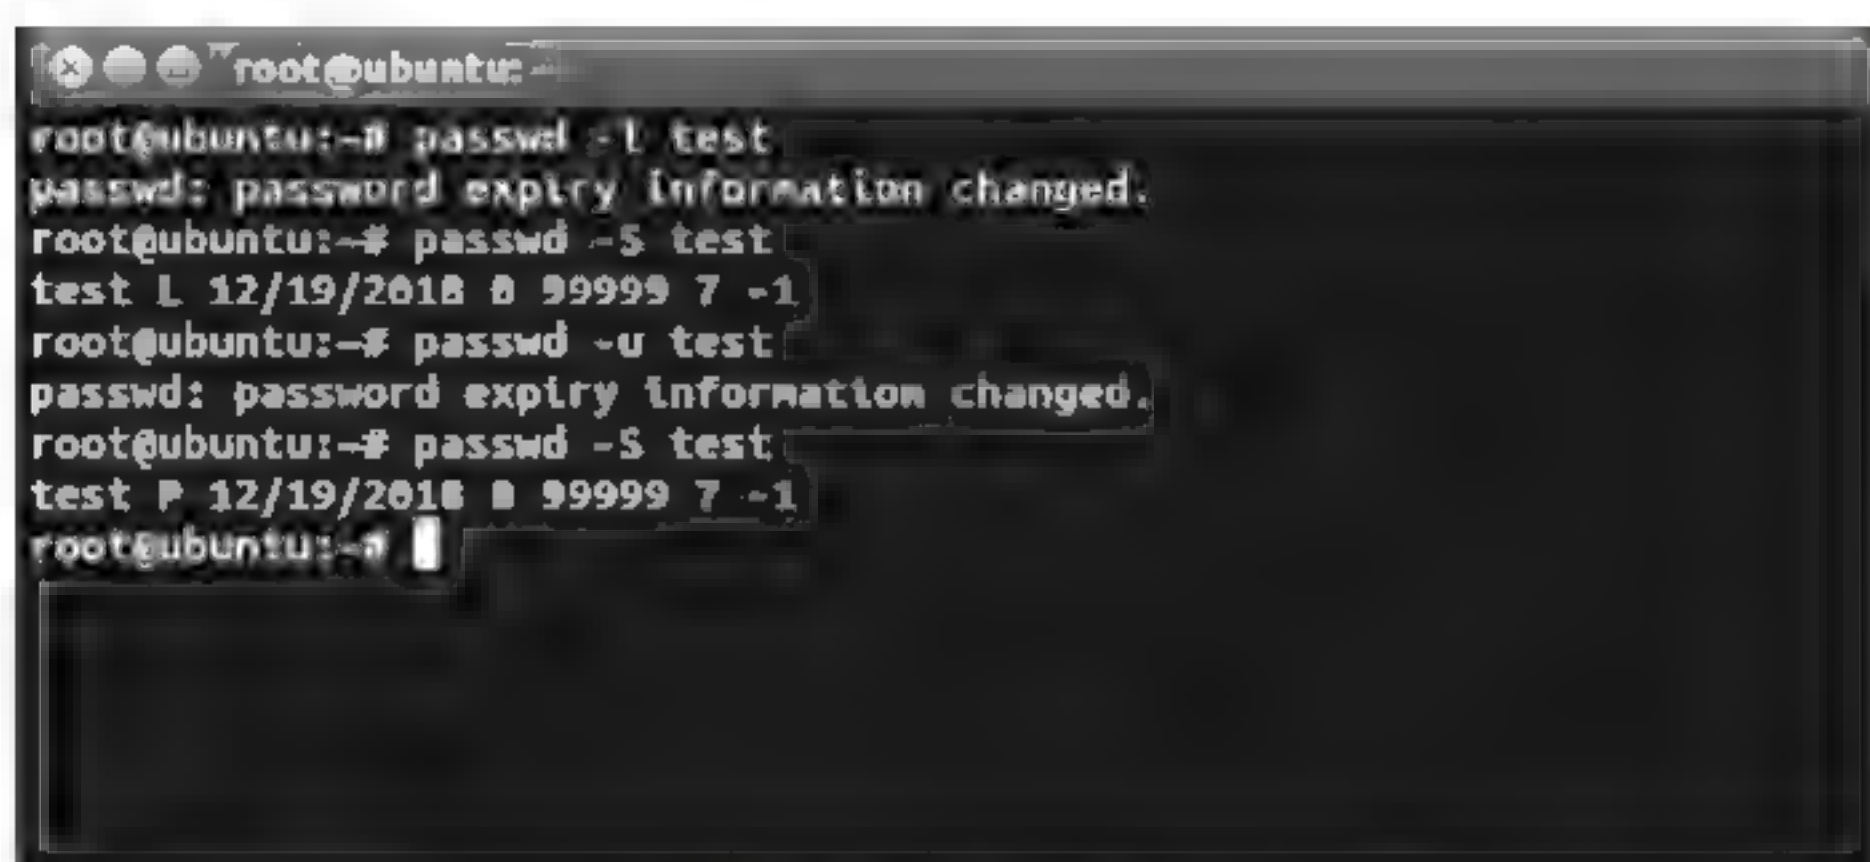 root@ubuntu: ~
root@ubuntu:~# passwd -l test
passwd: password expiry information changed.
root@ubuntu:~# passwd -S test
test L 12/19/2018 0 99999 7 -1
root@ubuntu:~# passwd -u test
passwd: password expiry information changed.
root@ubuntu:~# passwd -S test
test P 12/19/2018 0 99999 7 -1
root@ubuntu:~#